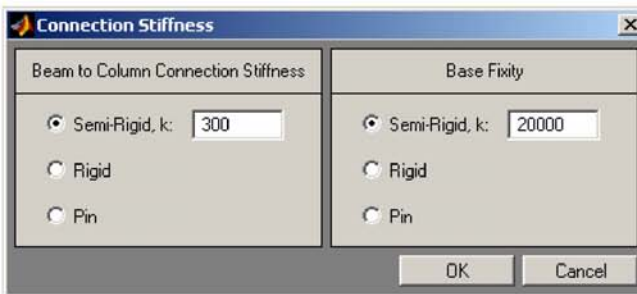 Connection Stiffness
Beam to Column Connection Stiffness
Semi-Rigid, k: 300
Rigid
Pin
Base Fixity
Semi-Rigid, k: 20000
Rigid
Pin
OK Cancel